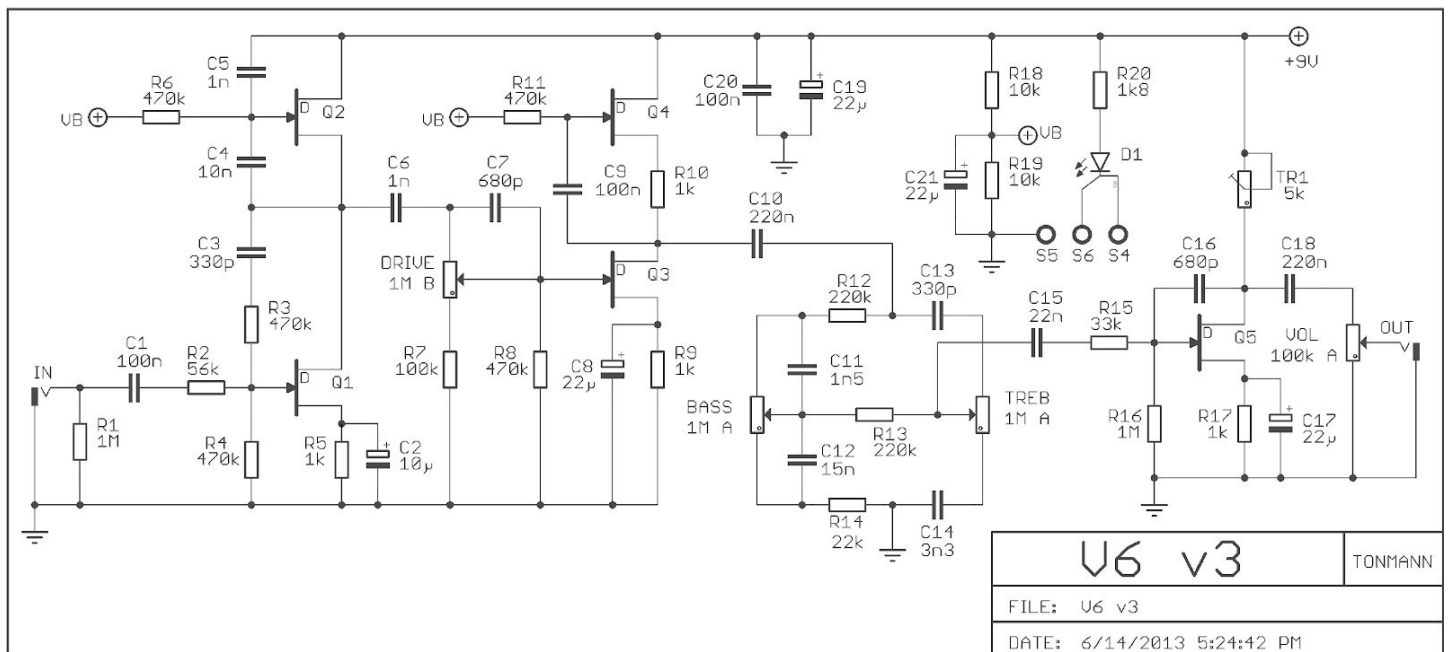 C5
1n
R6
470k
VB
D
Q2
C4
10n
R11
470k
VB
D
Q4
C20
100n
+
C19
22µ
R18
10k
R20
1k8
+9V
C6
1n
C7
680p
C9
100n
R10
1k
+
C21
22µ
VB
R19
10k
D1
TR1
5k
C3
330p
DRIVE
1M B
D
Q3
C10
220n
S5
S6
S4
C16
680p
C18
220n
R3
470k
R12
220k
C13
330p
C15
22n
R15
33k
D
Q5
VOL
100k A
OUT
IN
C1
100n
R2
56k
D
Q1
R7
100k
R8
470k
+
C8
22µ
R9
1k
C11
1n5
BASS
1M A
R13
220k
TREB
1M A
R1
1M
R4
470k
R5
1k
+
C2
10µ
C12
15n
R16
1M
R17
1k
+
C17
22µ
R14
22k
C14
3n3
V6 v3
TONMANN
FILE: V6 v3
DATE: 6/14/2013 5:24:42 PM